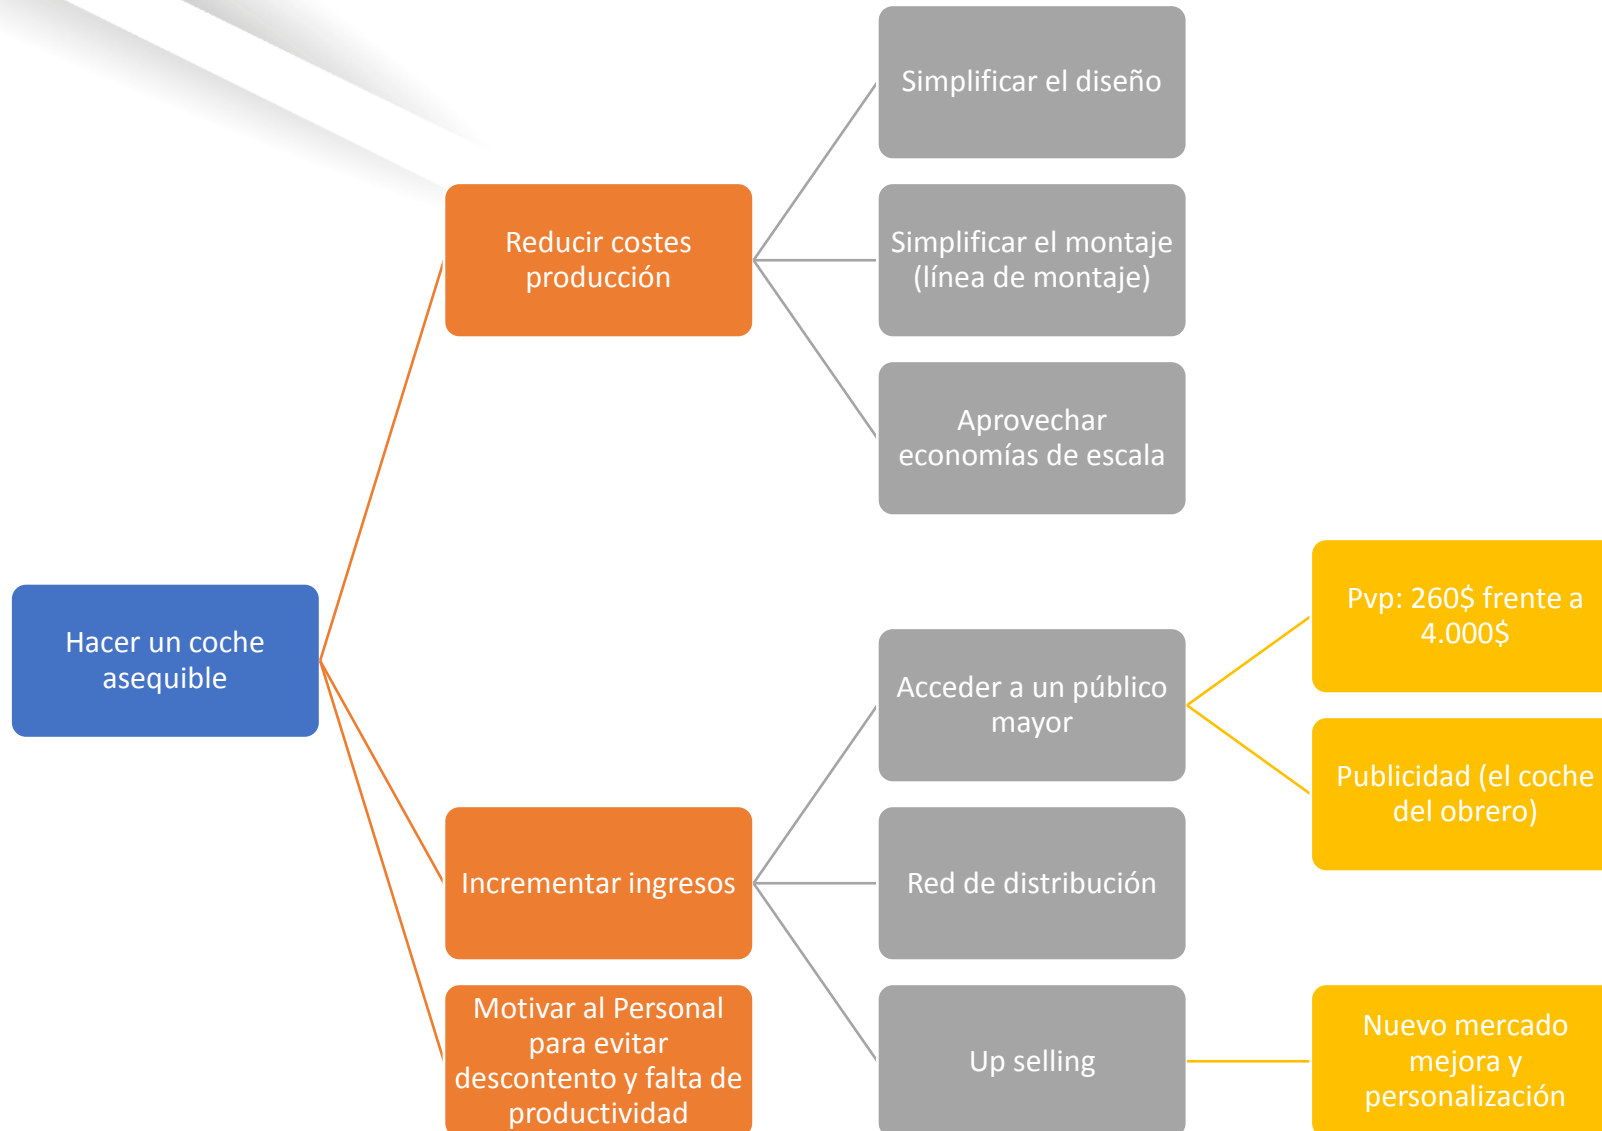 Hacer un coche
asequible
Reducir costes
producción
Simplificar el diseño
Simplificar el montaje
(línea de montaje)
Aprovechar
economías de escala
Incrementar ingresos
Acceder a un público
mayor
Pvp: 260$ frente a
4.000$
Publicidad (el coche
del obrero)
Red de distribución
Up selling
Nuevo mercado
mejora y
personalización
Motivar al Personal
para evitar
descontento y falta de
productividad